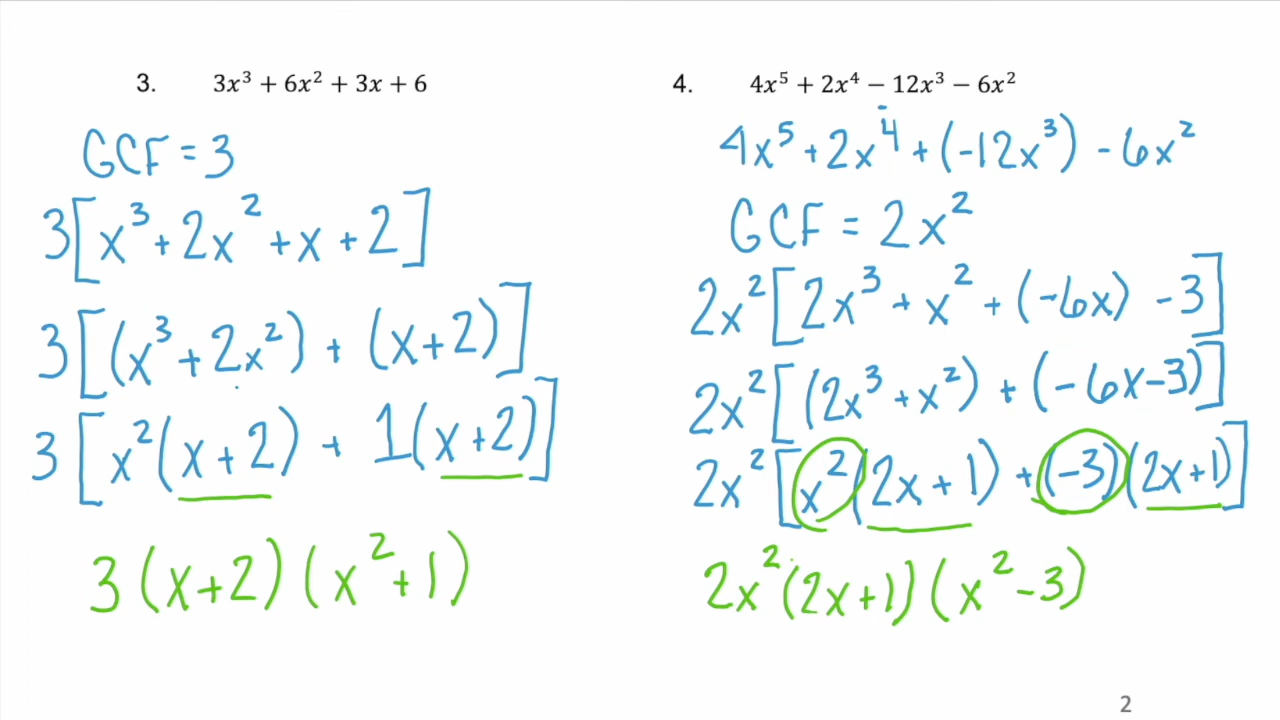 3. 3x³ + 6x² + 3x + 6
GCF = 3
3[x³ + 2x² + x + 2]
3[(x³ + 2x²) + (x + 2)]
3[x²(x + 2) + 1(x + 2)]
3(x + 2)(x² + 1)
4. 4x⁵ + 2x⁴ − 12x³ − 6x²
4x⁵ + 2x⁴ + (-12x³) - 6x²
GCF = 2x²
2x²[2x³ + x² + (-6x) - 3]
2x²[(2x³ + x²) + (-6x - 3)]
2x²[x²(2x + 1) + (-3)(2x + 1)]
2x²(2x + 1)(x² - 3)
2